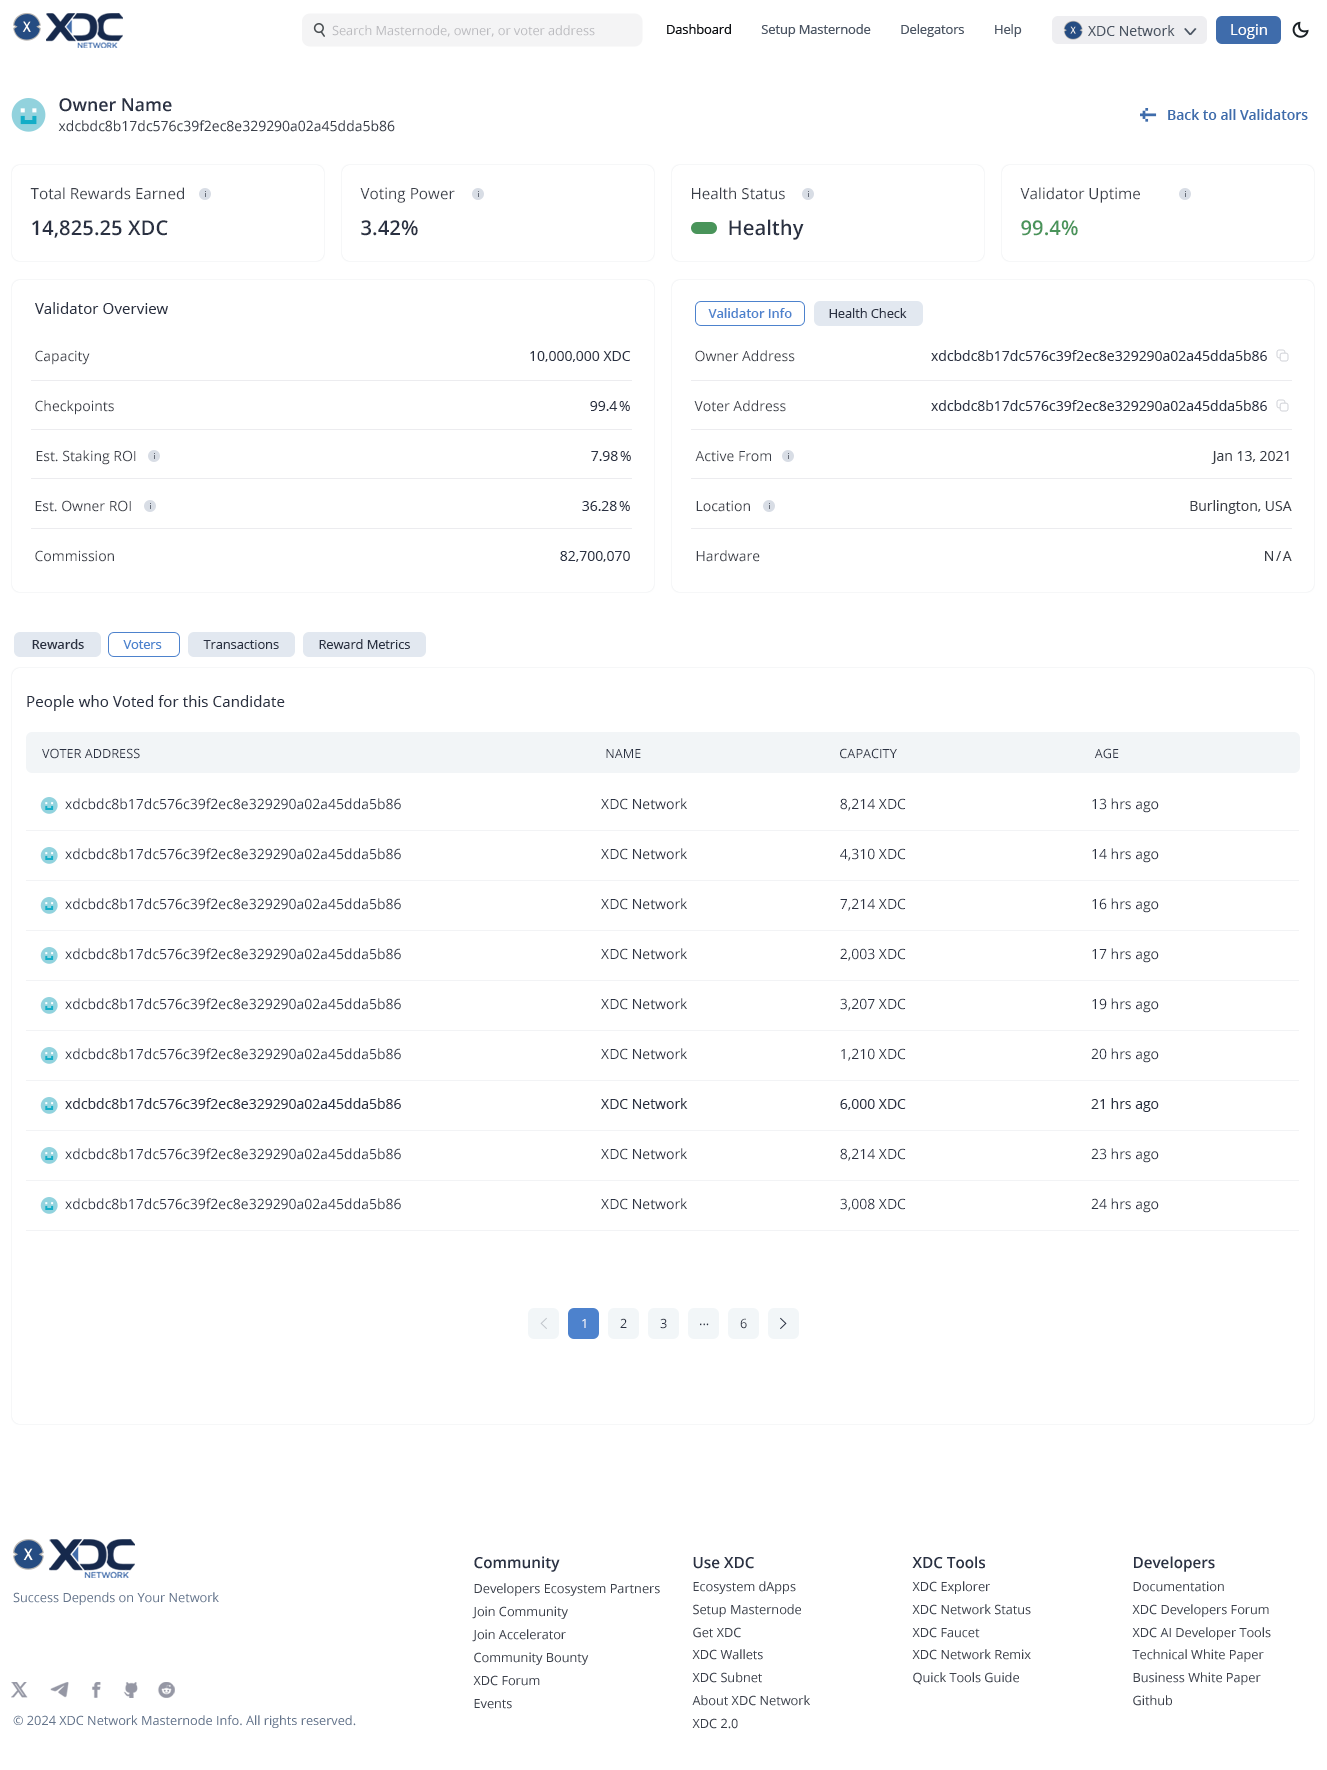 X XDC NETWORK
Search Masternode, owner, or voter address
Dashboard Setup Masternode Delegators Help
X XDC Network
Login
Owner Name
xdcbdc8b17dc576c39f2ec8e329290a02a45dda5b86
Back to all Validators
Total Rewards Earned i
14,825.25 XDC
Voting Power i
3.42%
Health Status i
Healthy
Validator Uptime i
99.4%
Validator Overview
Capacity 10,000,000 XDC
Checkpoints 99.4%
Est. Staking ROI i 7.98%
Est. Owner ROI i 36.28%
Commission 82,700,070
Validator Info Health Check
Owner Address xdcbdc8b17dc576c39f2ec8e329290a02a45dda5b86
Voter Address xdcbdc8b17dc576c39f2ec8e329290a02a45dda5b86
Active From i Jan 13, 2021
Location i Burlington, USA
Hardware N/A
Rewards Voters Transactions Reward Metrics
People who Voted for this Candidate
VOTER ADDRESS NAME CAPACITY AGE
xdcbdc8b17dc576c39f2ec8e329290a02a45dda5b86 XDC Network 8,214 XDC 13 hrs ago
xdcbdc8b17dc576c39f2ec8e329290a02a45dda5b86 XDC Network 4,310 XDC 14 hrs ago
xdcbdc8b17dc576c39f2ec8e329290a02a45dda5b86 XDC Network 7,214 XDC 16 hrs ago
xdcbdc8b17dc576c39f2ec8e329290a02a45dda5b86 XDC Network 2,003 XDC 17 hrs ago
xdcbdc8b17dc576c39f2ec8e329290a02a45dda5b86 XDC Network 3,207 XDC 19 hrs ago
xdcbdc8b17dc576c39f2ec8e329290a02a45dda5b86 XDC Network 1,210 XDC 20 hrs ago
xdcbdc8b17dc576c39f2ec8e329290a02a45dda5b86 XDC Network 6,000 XDC 21 hrs ago
xdcbdc8b17dc576c39f2ec8e329290a02a45dda5b86 XDC Network 8,214 XDC 23 hrs ago
xdcbdc8b17dc576c39f2ec8e329290a02a45dda5b86 XDC Network 3,008 XDC 24 hrs ago
1 2 3 ... 6
X XDC NETWORK
Success Depends on Your Network
© 2024 XDC Network Masternode Info. All rights reserved.
Community
Developers Ecosystem Partners
Join Community
Join Accelerator
Community Bounty
XDC Forum
Events
Use XDC
Ecosystem dApps
Setup Masternode
Get XDC
XDC Wallets
XDC Subnet
About XDC Network
XDC 2.0
XDC Tools
XDC Explorer
XDC Network Status
XDC Faucet
XDC Network Remix
Quick Tools Guide
Developers
Documentation
XDC Developers Forum
XDC AI Developer Tools
Technical White Paper
Business White Paper
Github